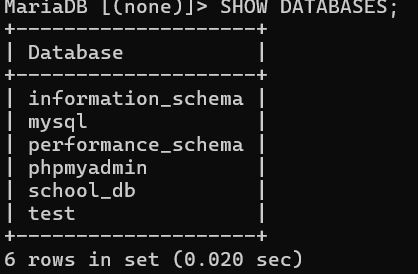 MariaDB [(none)]> SHOW DATABASES;
+--------------------+
| Database           |
+--------------------+
| information_schema |
| mysql              |
| performance_schema |
| phpmyadmin         |
| school_db          |
| test               |
+--------------------+
6 rows in set (0.020 sec)